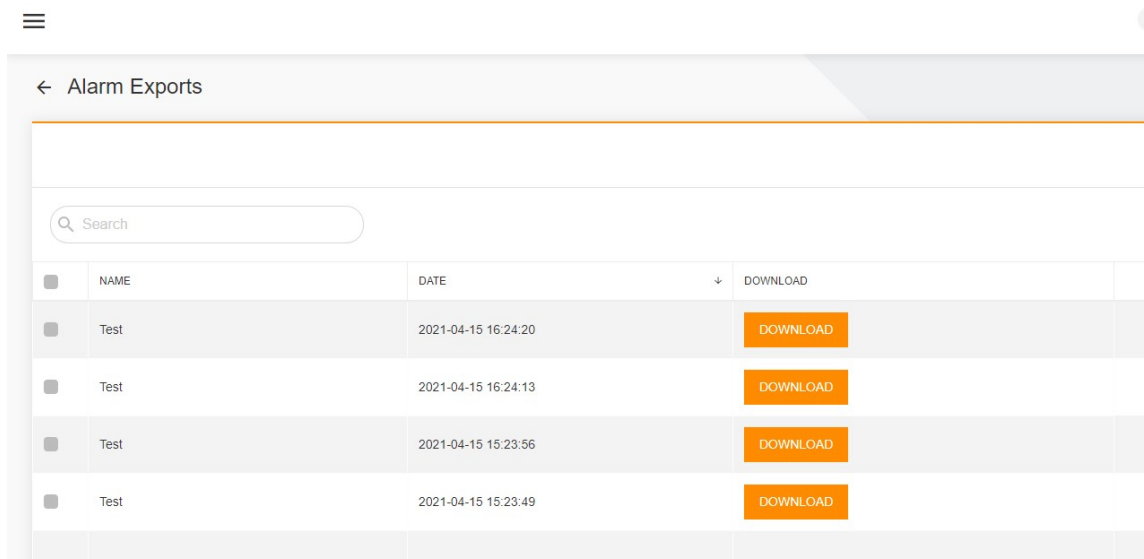 Alarm Exports
Search
NAME DATE DOWNLOAD
Test 2021-04-15 16:24:20 DOWNLOAD
Test 2021-04-15 16:24:13 DOWNLOAD
Test 2021-04-15 15:23:56 DOWNLOAD
Test 2021-04-15 15:23:49 DOWNLOAD